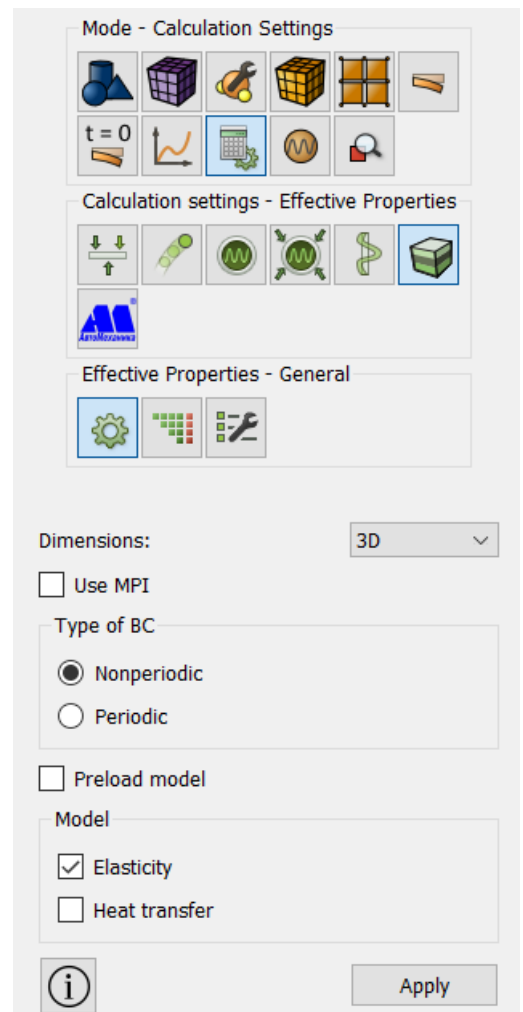 Mode - Calculation Settings
t = 0
Calculation settings - Effective Properties
АвтоМеханика
Effective Properties - General
Dimensions: 3D
Use MPI
Type of BC
Nonperiodic
Periodic
Preload model
Model
Elasticity
Heat transfer
i Apply